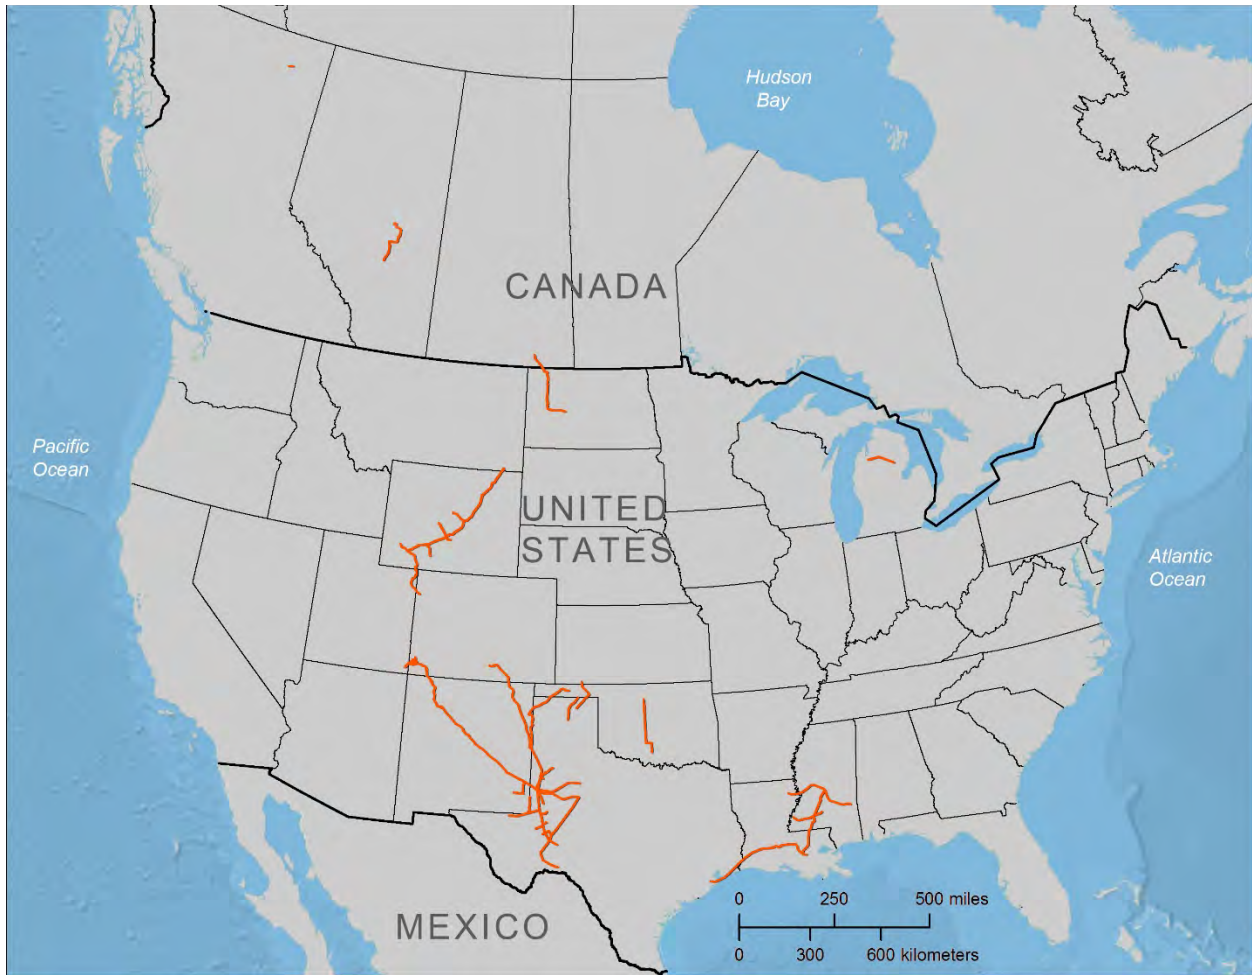 Hudson
Bay
CANADA
Pacific
Ocean
UNITED
STATES
Atlantic
Ocean
MEXICO
0 250 500 miles
0 300 600 kilometers